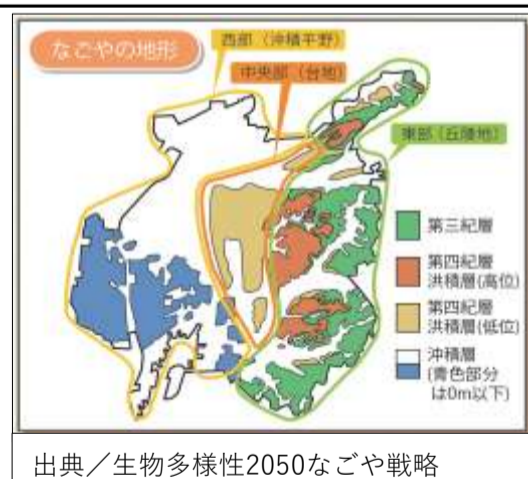 なごやの地形
西部（沖積平野）
中央部（台地）
東部（丘陵地）
第三紀層
第四紀層
洪積層(高位)
第四紀層
洪積層(低位)
沖積層
(青色部分
は0m以下)
出典／生物多様性2050なごや戦略